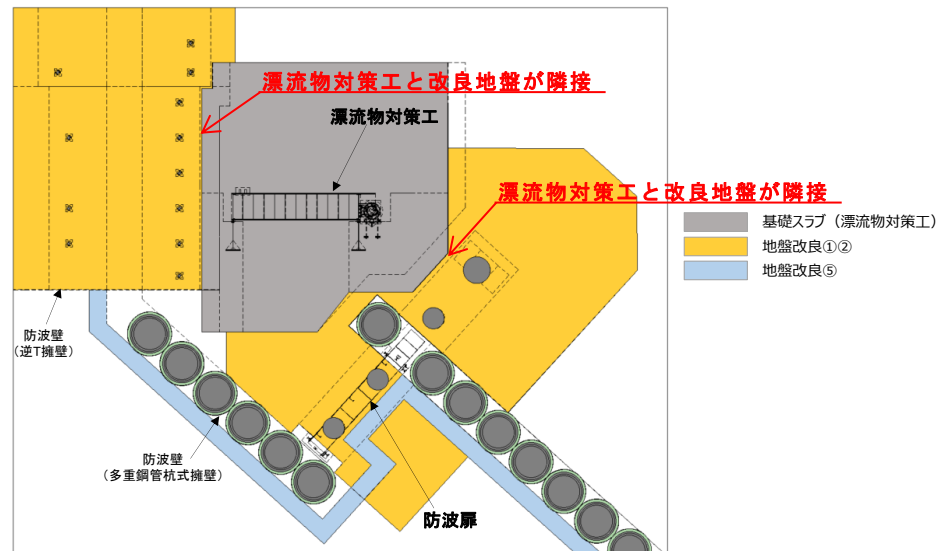 漂流物対策工と改良地盤が隣接
漂流物対策工
漂流物対策工と改良地盤が隣接
基礎スラブ（漂流物対策工）
地盤改良①②
地盤改良⑤
防波壁
（逆T擁壁）
防波壁
（多重鋼管杭式擁壁）
防波扉